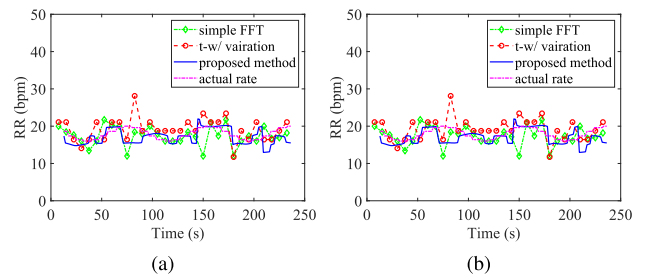 50
40
30
20
10
0
RR (bpm)
0 50 100 150 200 250
Time (s)
simple FFT
t-w/ vairation
proposed method
actual rate
(a)
50
40
30
20
10
0
RR (bpm)
0 50 100 150 200 250
Time (s)
simple FFT
t-w/ vairation
proposed method
actual rate
(b)